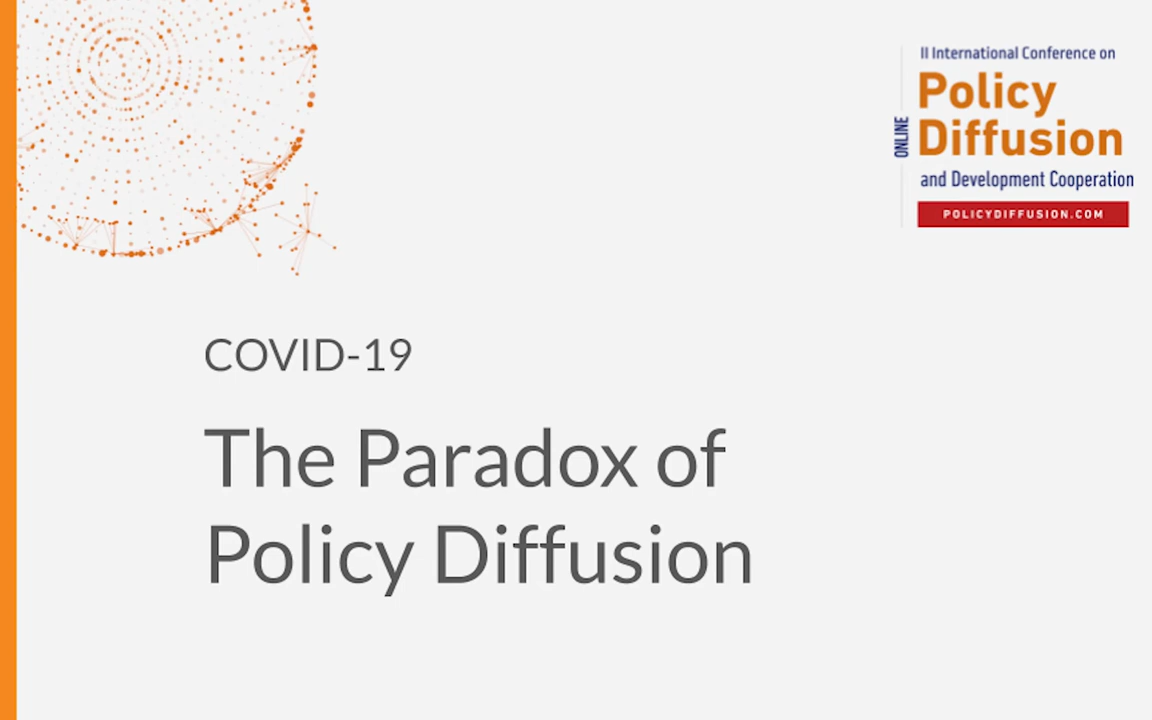 II International Conference on
Policy
Diffusion
ONLINE
and Development Cooperation
POLICYDIFFUSION.COM
COVID-19
The Paradox of
Policy Diffusion